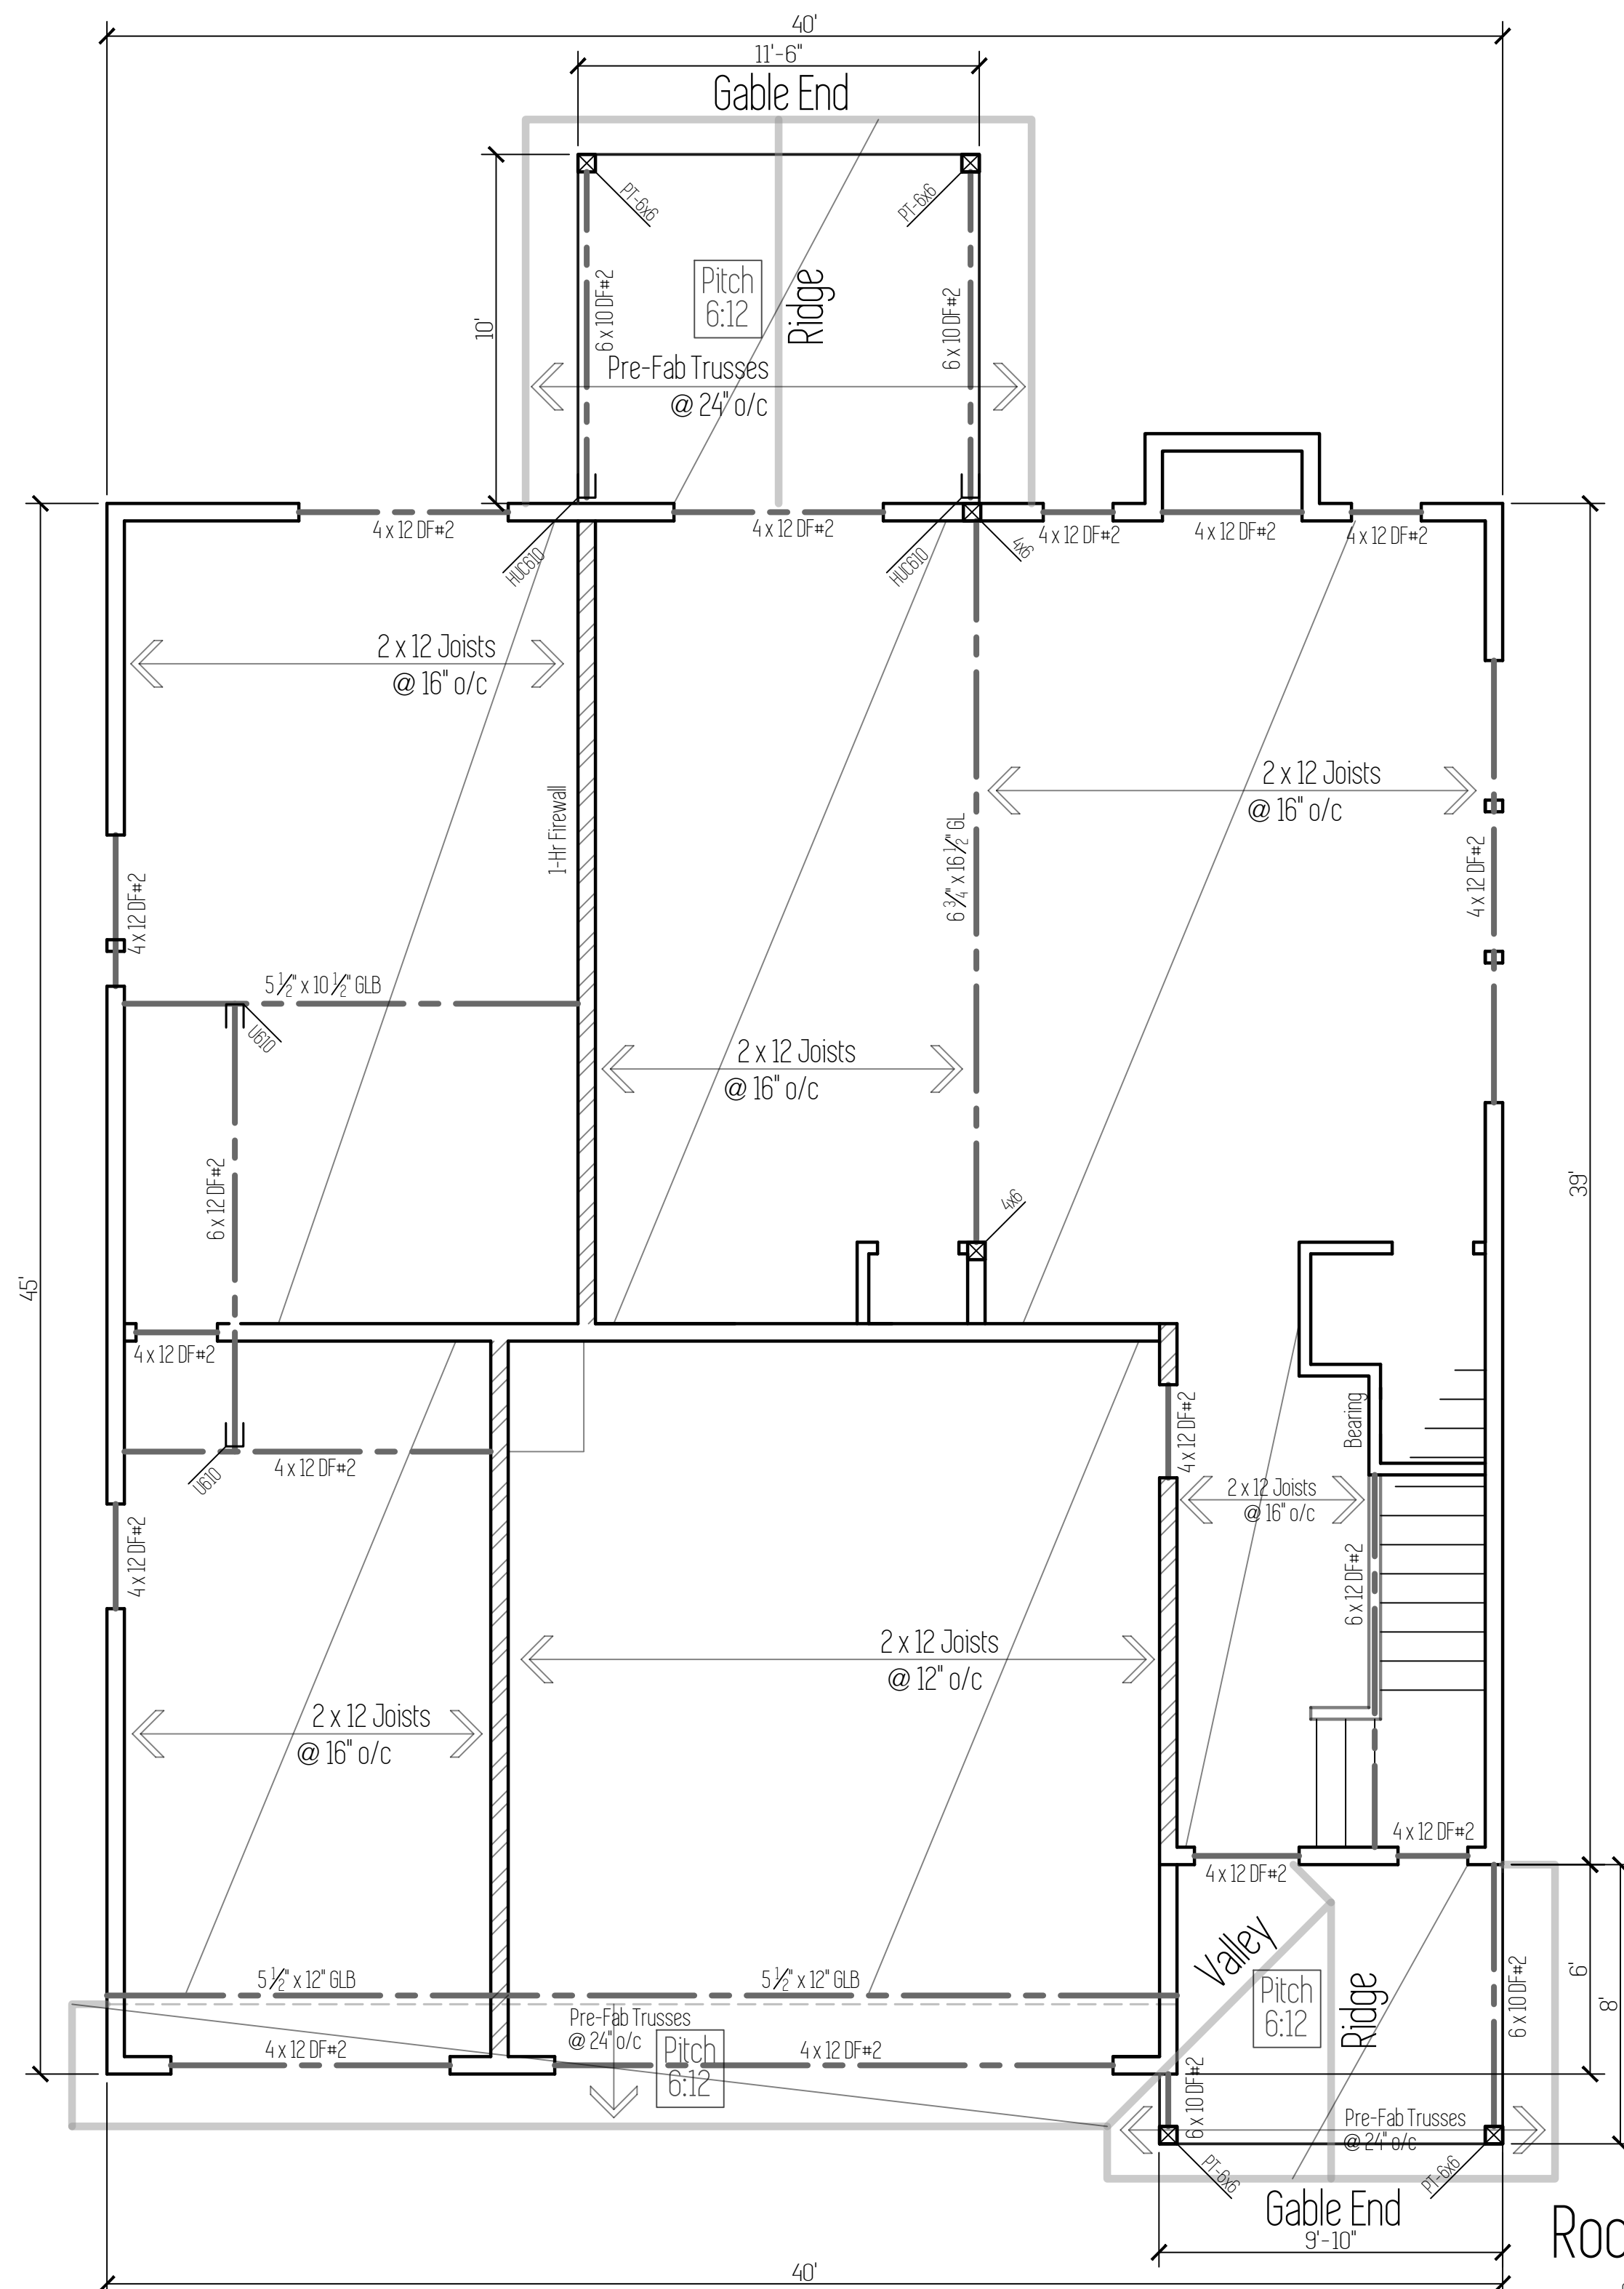 40'
11'-6"
Gable End
PT-6x6
PT-6x6
10'
6 x 10 DF#2
Pitch
6:12
Ridge
6 x 10 DF#2
Pre-Fab Trusses
@ 24" o/c
4 x 12 DF#2
4 x 12 DF#2
4 x 12 DF#2
4 x 12 DF#2
4 x 12 DF#2
HUC610
HUC610
4x6
2 x 12 Joists
@ 16" o/c
2 x 12 Joists
@ 16" o/c
1-Hr Firewall
6 3/4" x 16 1/2" GL
4 x 12 DF#2
4 x 12 DF#2
5 1/2" x 10 1/2" GLB
U610
2 x 12 Joists
@ 16" o/c
6 x 12 DF#2
4x6
39'
45'
4 x 12 DF#2
4 x 12 DF#2
Bearing
4 x 12 DF#2
U610
2 x 12 Joists
@ 16" o/c
4 x 12 DF#2
6 x 12 DF#2
2 x 12 Joists
@ 12" o/c
2 x 12 Joists
@ 16" o/c
4 x 12 DF#2
4 x 12 DF#2
Valley
Pitch
6:12
Ridge
6 x 10 DF#2
6'
8'
5 1/2" x 12" GLB
5 1/2" x 12" GLB
Pre-Fab Trusses
@ 24" o/c
Pitch
6:12
4 x 12 DF#2
4 x 12 DF#2
6 x 10 DF#2
Pre-Fab Trusses
@ 24" o/c
PT-6x6
PT-6x6
Gable End
9'-10"
Roo
40'